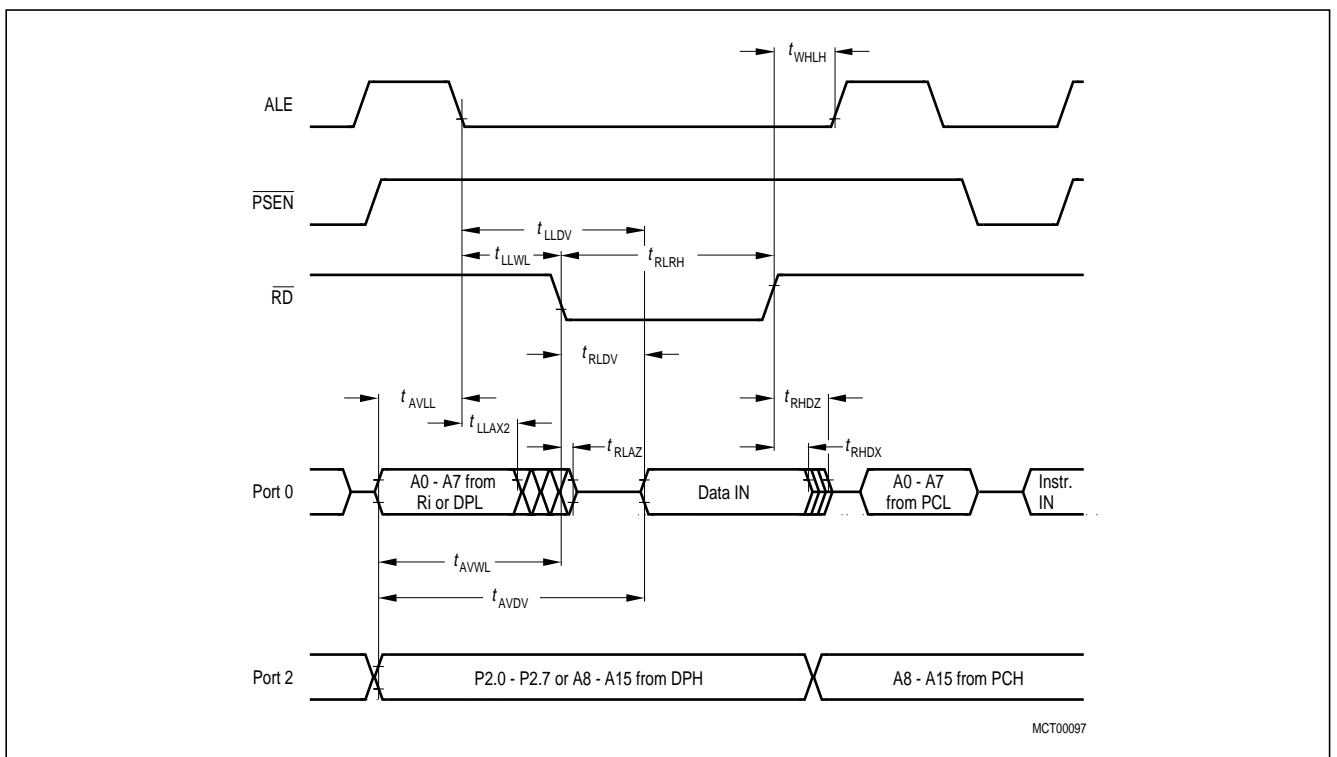 tWHLH
ALE
PSEN
tLLDV
tLLWL
tRLRH
RD
tRLDV
tAVLL
tRHDZ
tLLAX2
tRLAZ
tRHDX
Port 0
A0 - A7 from
Ri or DPL
Data IN
A0 - A7
from PCL
Instr.
IN
tAVWL
tAVDV
Port 2
P2.0 - P2.7 or A8 - A15 from DPH
A8 - A15 from PCH
MCT00097